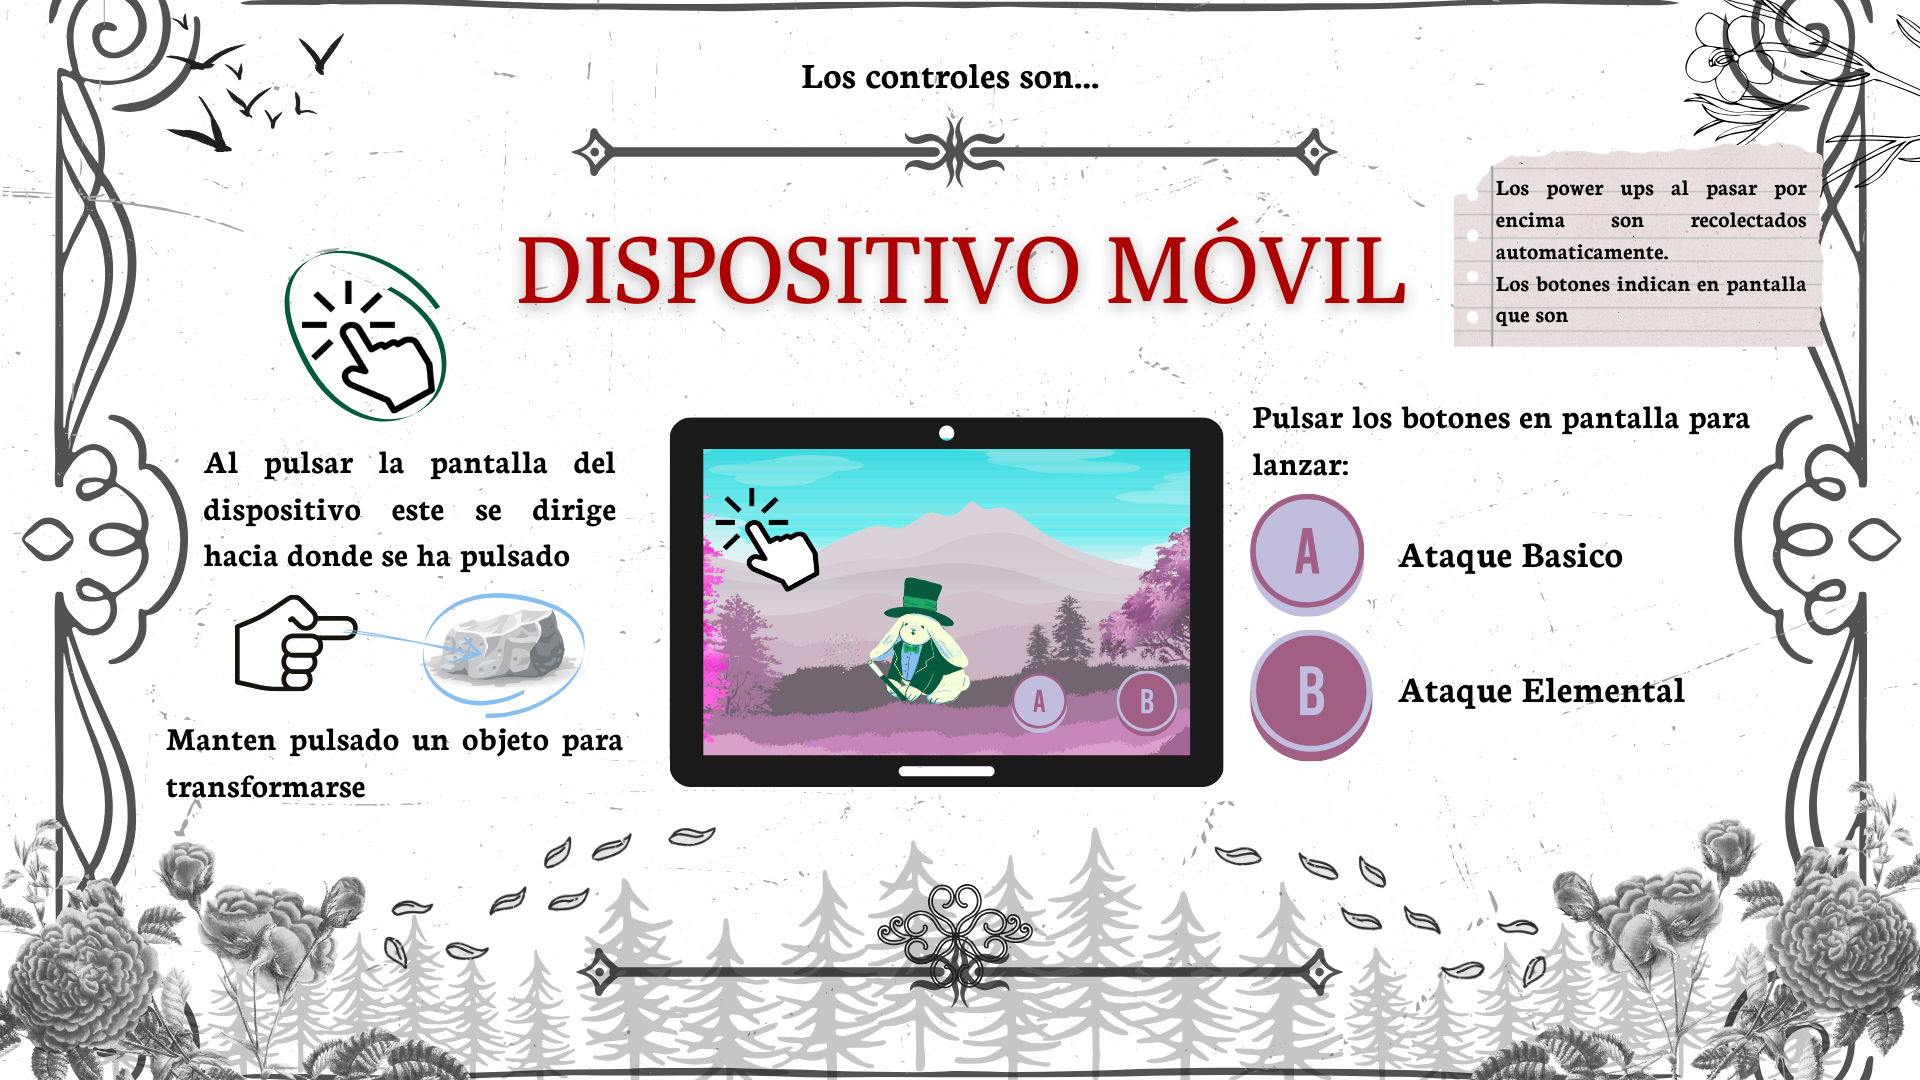 Los controles son...
DISPOSITIVO MÓVIL
Los power ups al pasar por
encima son recolectados
automaticamente.
Los botones indican en pantalla
que son
Al pulsar la pantalla del
dispositivo este se dirige
hacia donde se ha pulsado
Manten pulsado un objeto para
transformarse
A
B
Pulsar los botones en pantalla para
lanzar:
A
Ataque Basico
B
Ataque Elemental